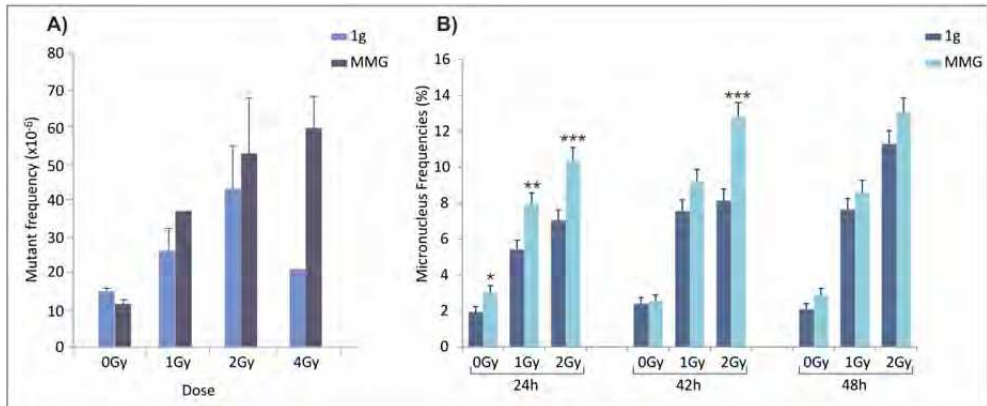 A)
1g
MMG
Mutant frequency (x10⁻⁶)
80
70
60
50
40
30
20
10
0
0Gy 1Gy 2Gy 4Gy
Dose
B)
1g
MMG
Micronucleus Frequencies (%)
16
14
12
10
8
6
4
2
0
* ** *** ***
0Gy 1Gy 2Gy 0Gy 1Gy 2Gy 0Gy 1Gy 2Gy
24h 42h 48h